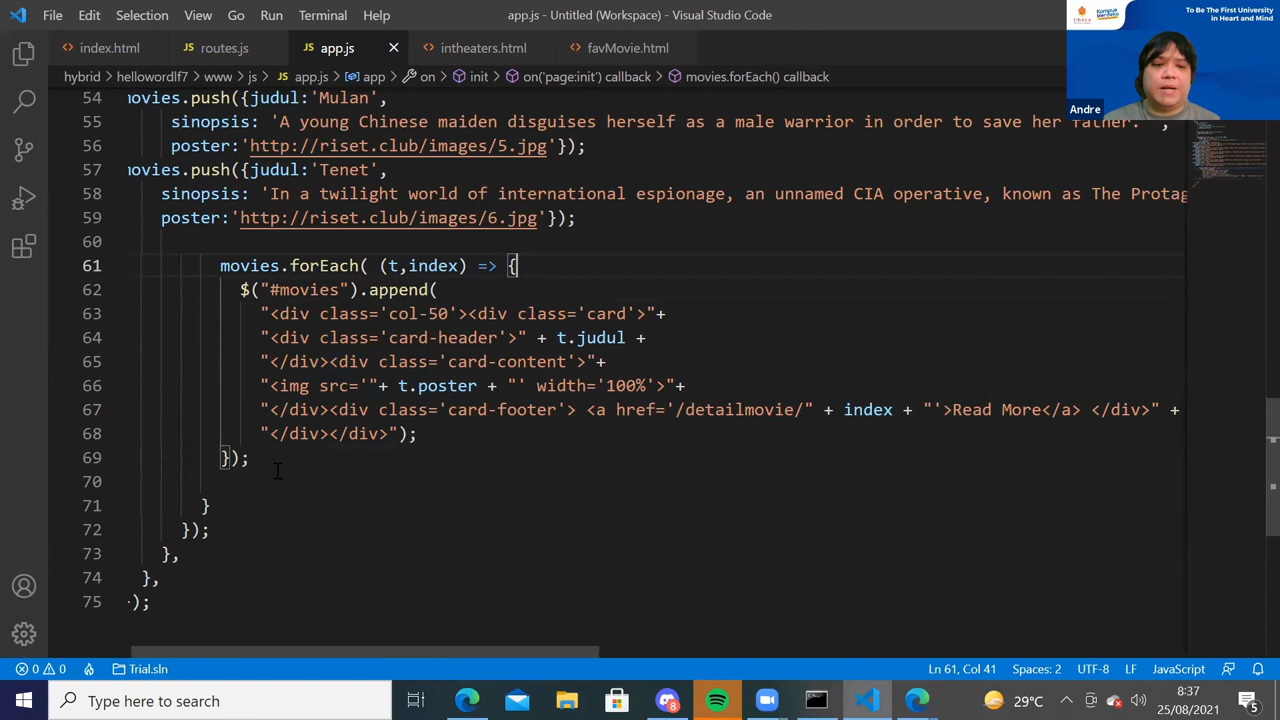 File Edit Selection View Go Run Terminal Help app.js - Untitled (Workspace) - Visual Studio Code
To Be The First University
in Heart and Mind
UBAYA
Andre
index.html routes.js app.js intheaters.html favMovie.html
hybrid > hellowordlf7 > www > js > app.js > app > on > init > on('page:init') callback > movies.forEach() callback
54 ovies.push({judul:'Mulan',
55 sinopsis: 'A young Chinese maiden disguises herself as a male warrior in order to save her father. ',
56 poster:'http://riset.club/images/5.jpg'});
57 ovies.push({judul:'Tenet',
58 sinopsis: 'In a twilight world of international espionage, an unnamed CIA operative, known as The Protag
59 poster:'http://riset.club/images/6.jpg'});
60
61 movies.forEach( (t,index) => {
62 $("#movies").append(
63 "<div class='col-50'><div class='card'>"+
64 "<div class='card-header'>" + t.judul +
65 "</div><div class='card-content'>"+
66 "<img src='"+ t.poster + "' width='100%'>"+
67 "</div><div class='card-footer'> <a href='/detailmovie/" + index + "'>Read More</a> </div>" +
68 "</div></div>");
69 });
70
71 }
72 });
73 },
74 },
75 );
0 0 Trial.sln Ln 61, Col 41 Spaces: 2 UTF-8 LF JavaScript
Type here to search 8 29°C 8:37
25/08/2021 5